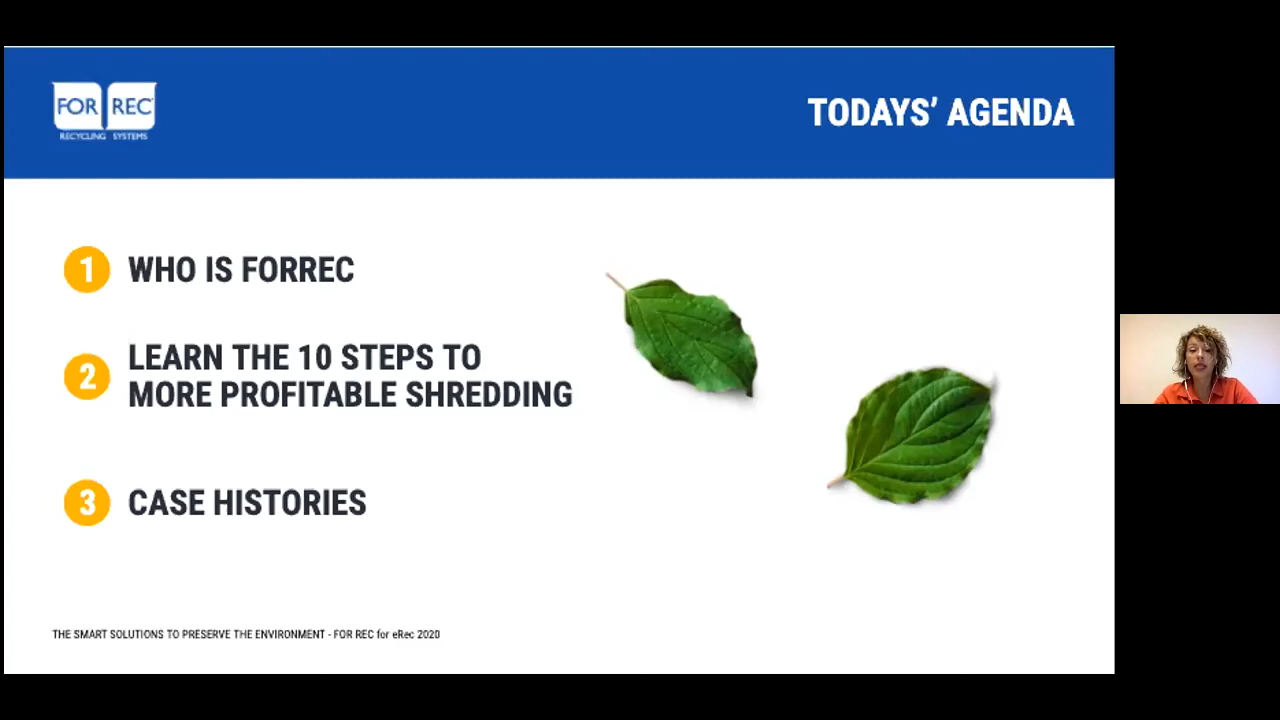 FOR REC
RECYCLING SYSTEMS
TODAYS’ AGENDA
1 WHO IS FORREC
2 LEARN THE 10 STEPS TO
MORE PROFITABLE SHREDDING
3 CASE HISTORIES
THE SMART SOLUTIONS TO PRESERVE THE ENVIRONMENT - FOR REC for eRec 2020